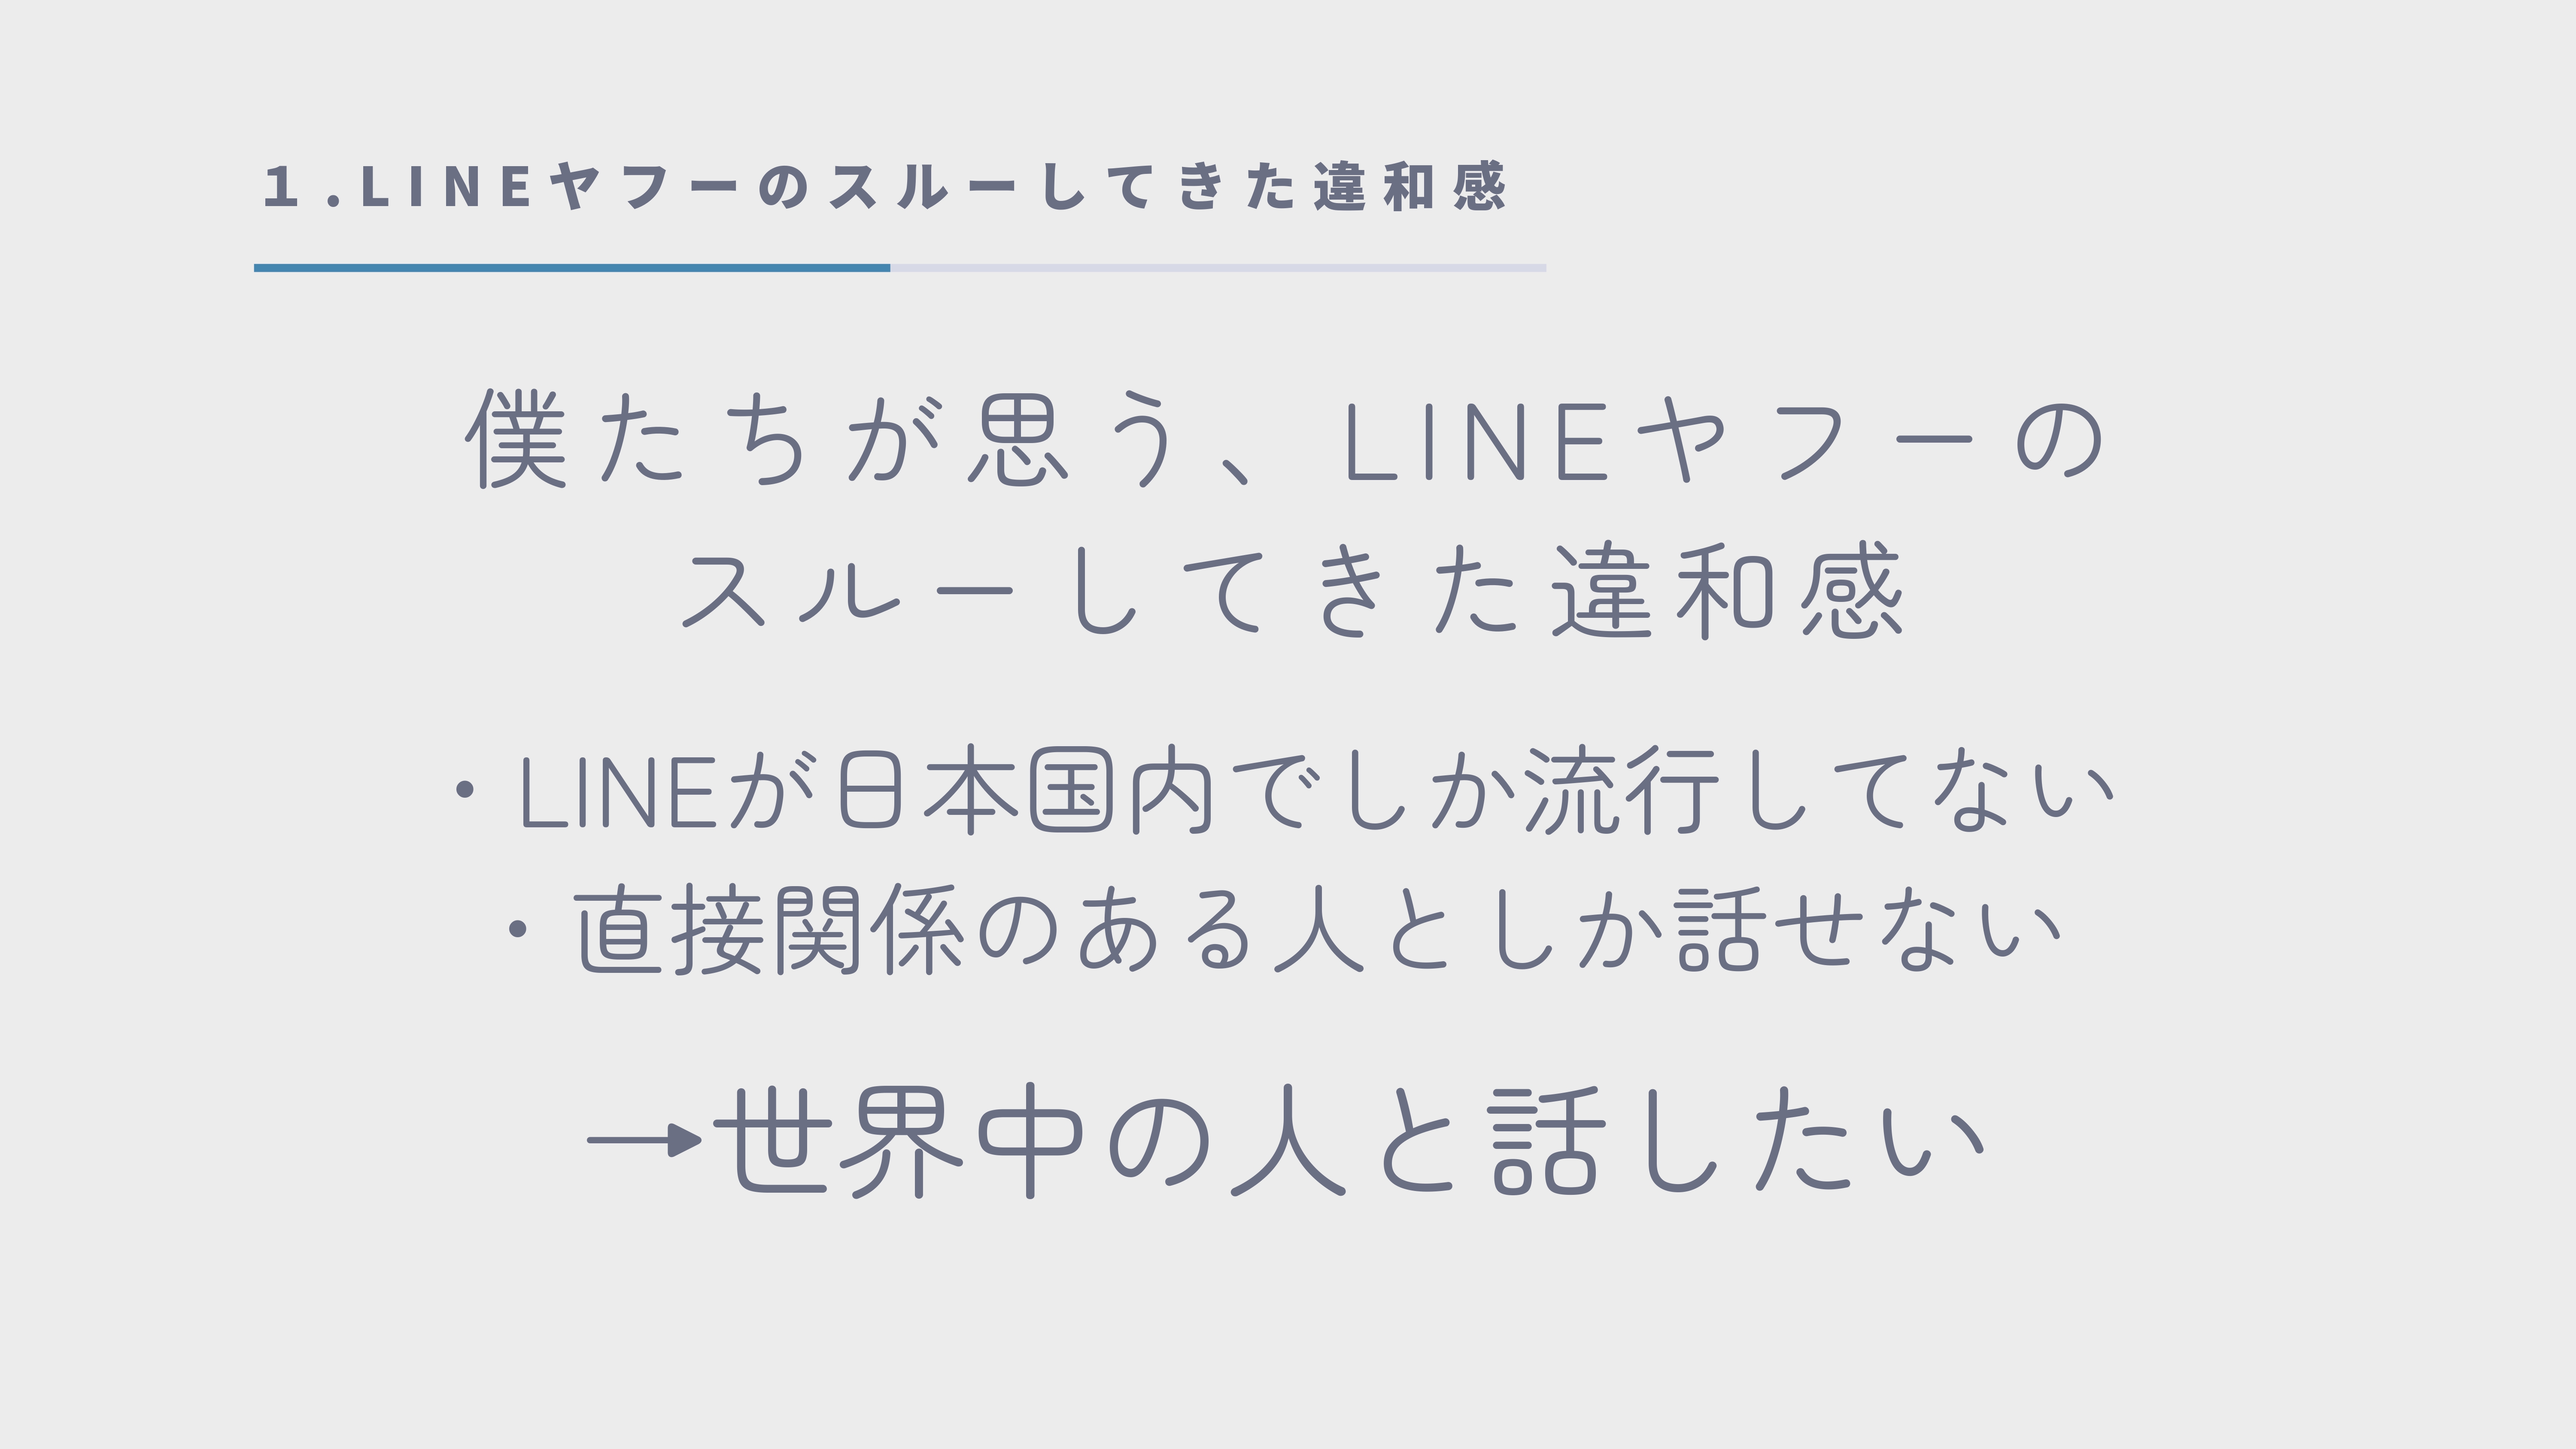 1.LINEヤフーのスルーしてきた違和感
僕たちが思う、LINEヤフーの
スルーしてきた違和感
・LINEが日本国内でしか流行してない
・直接関係のある人としか話せない
→世界中の人と話したい